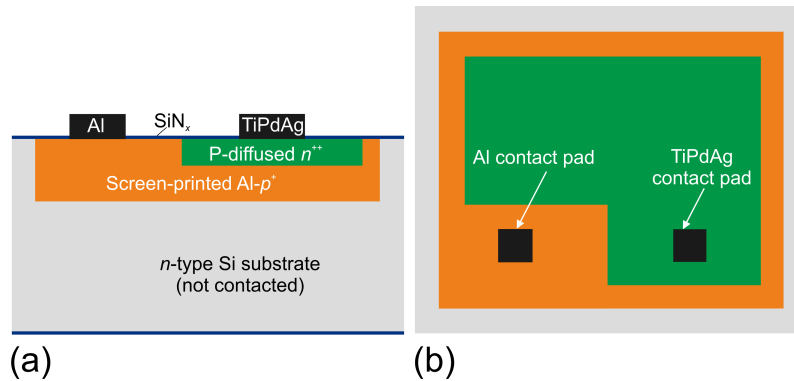 Al
SiNₓ
TiPdAg
P-diffused n⁺⁺
Screen-printed Al-p⁺
n-type Si substrate
(not contacted)
(a)
Al contact pad
TiPdAg
contact pad
(b)